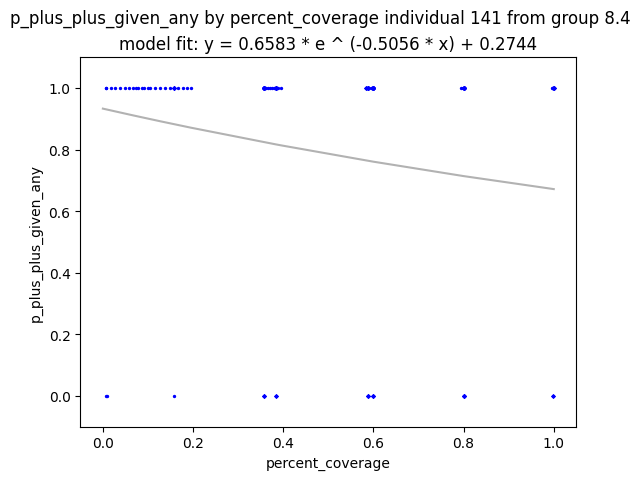 p_plus_plus_given_any by percent_coverage individual 141 from group 8.4
model fit: y = 0.6583 * e ^ (-0.5056 * x) + 0.2744
1.0
0.8
0.6
0.4
0.2
0.0
p_plus_plus_given_any
0.0 0.2 0.4 0.6 0.8 1.0
percent_coverage